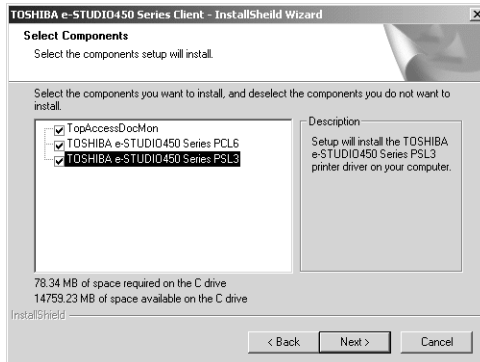 TOSHIBA e-STUDIO450 Series Client - InstallSheild Wizard
Select Components
Select the components setup will install.
Select the components you want to install, and deselect the components you do not want to
install.
TopAccessDocMon
TOSHIBA e-STUDIO450 Series PCL6
TOSHIBA e-STUDIO450 Series PSL3
Description
Setup will install the TOSHIBA
e-STUDIO450 Series PSL3
printer driver on your computer.
78.34 MB of space required on the C drive
14759.23 MB of space available on the C drive
InstallShield
< Back
Next >
Cancel